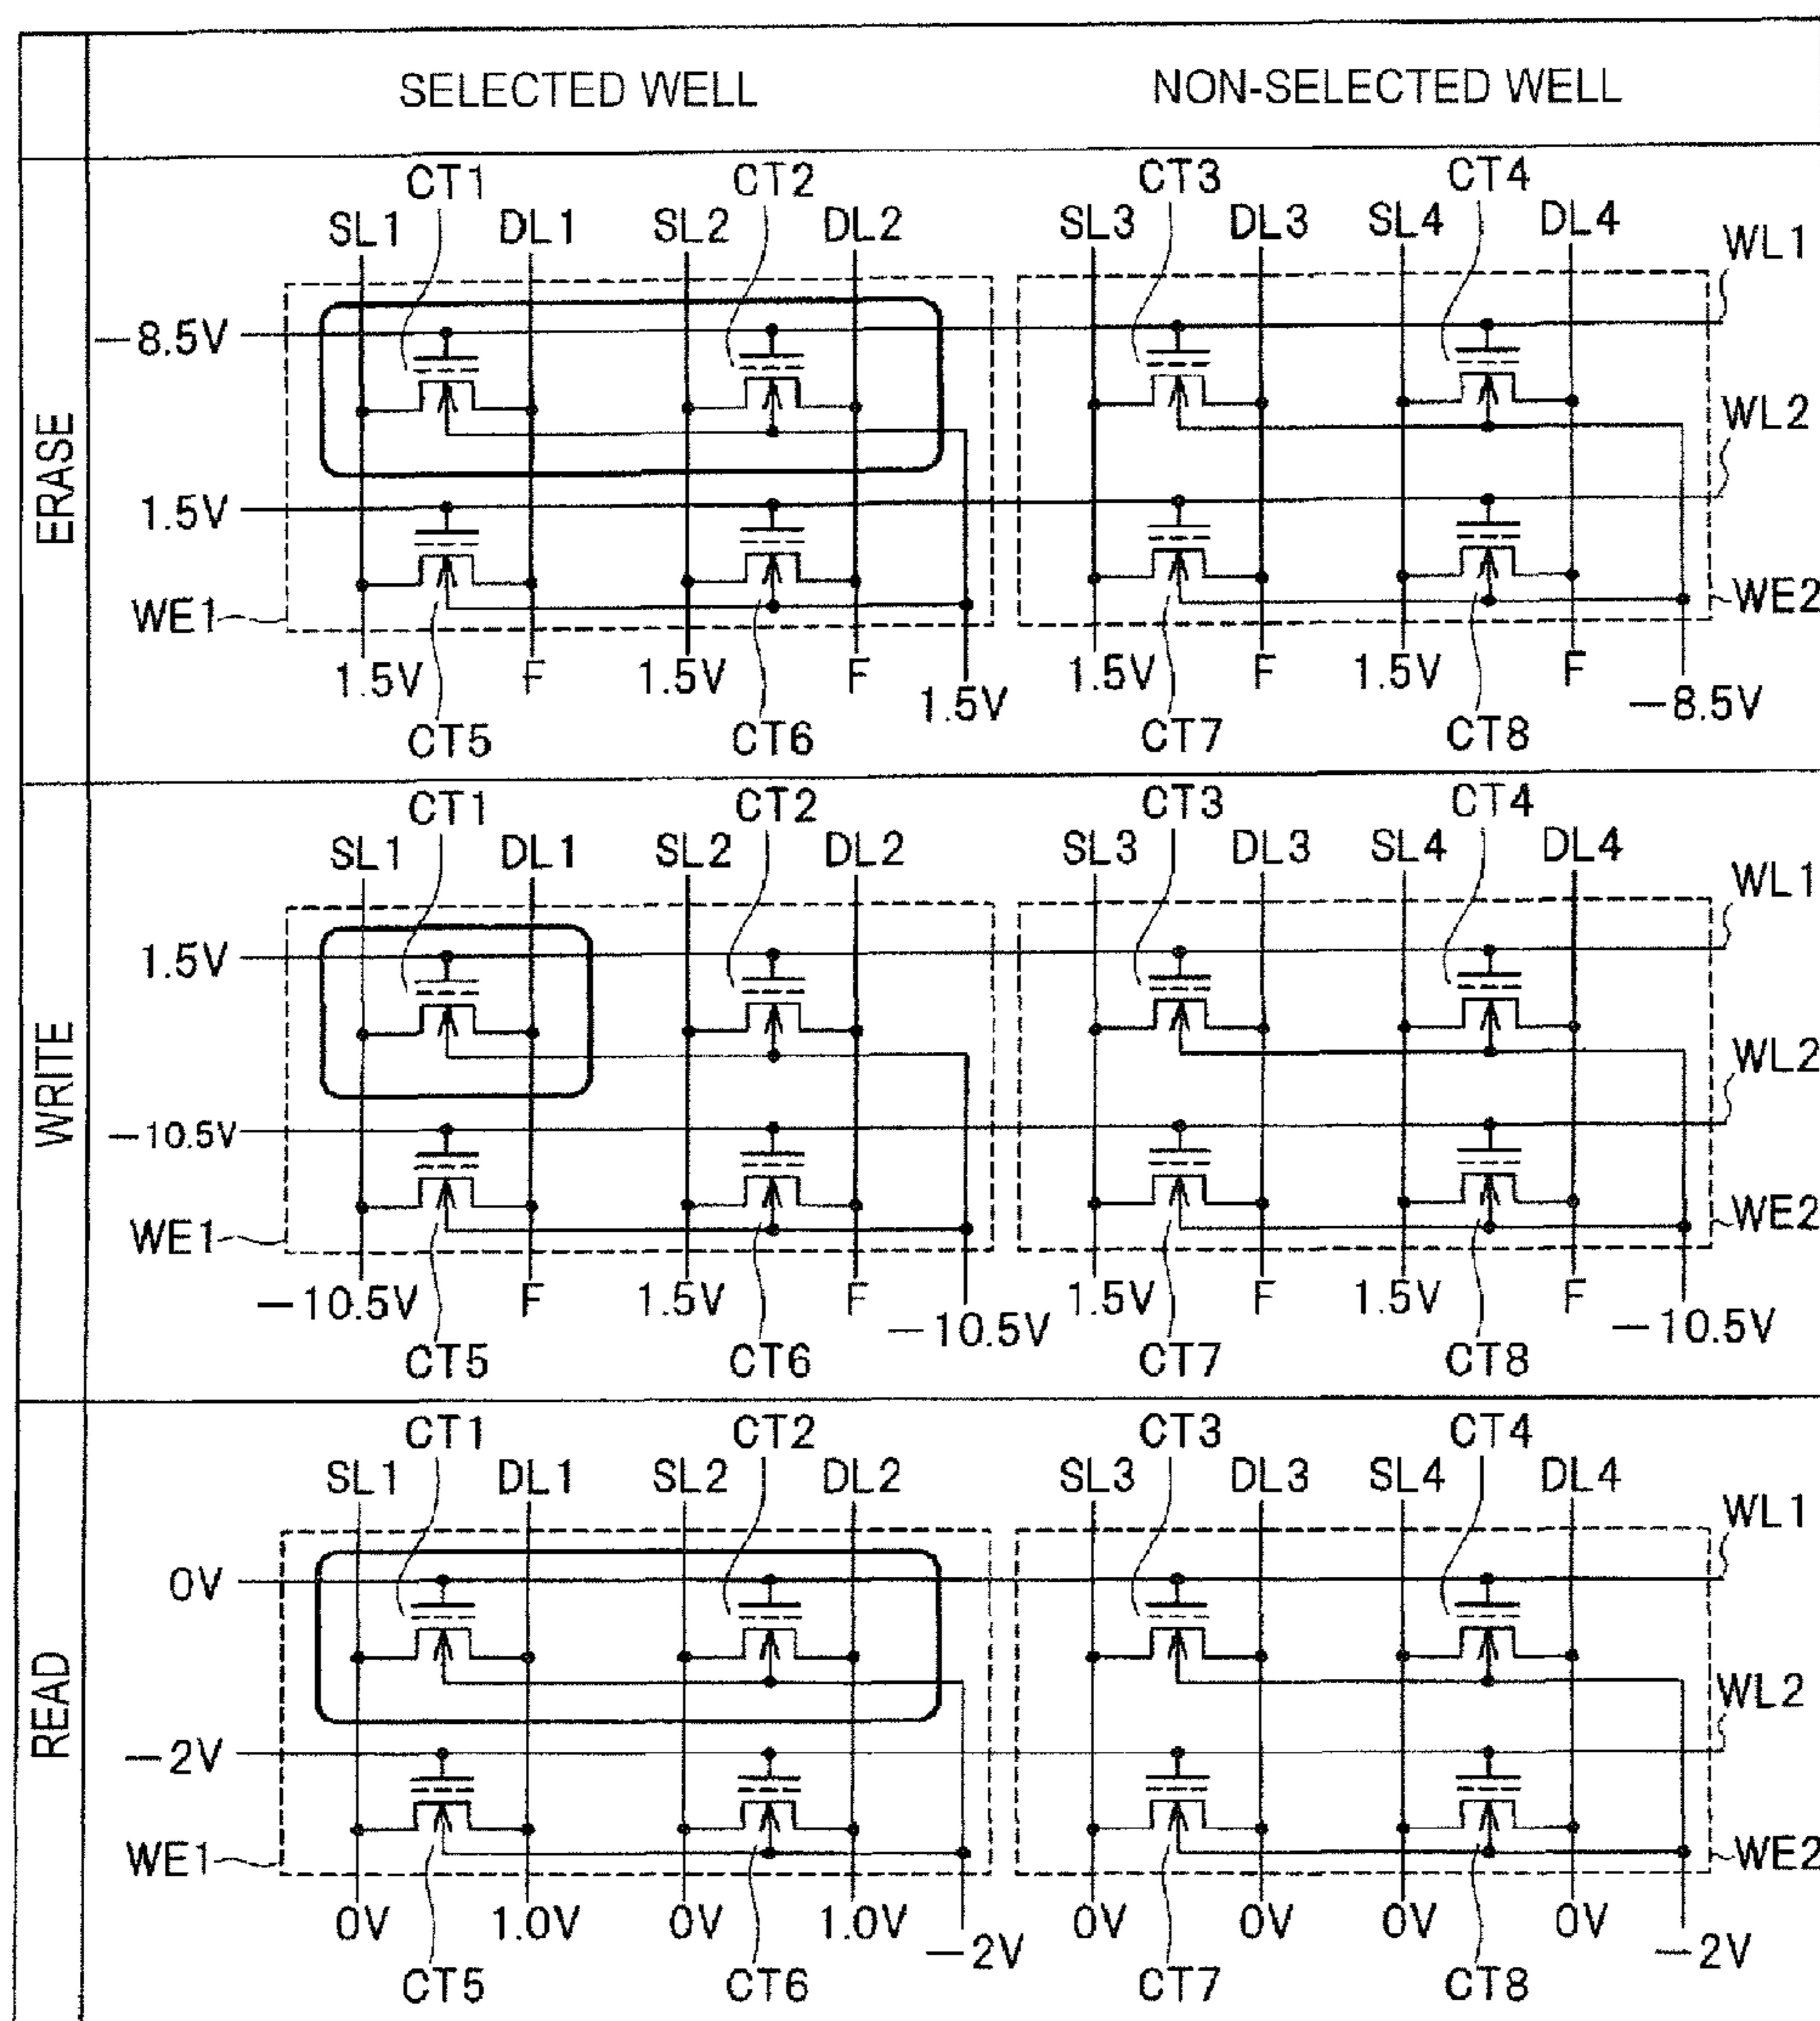 SELECTED WELL NON-SELECTED WELL
ERASE
CT1 CT2 CT3 CT4
SL1 DL1 SL2 DL2 SL3 DL3 SL4 DL4 WL1
−8.5V
WL2
1.5V
WE1 WE2
1.5V F 1.5V F 1.5V 1.5V F 1.5V F −8.5V
CT5 CT6 CT7 CT8
WRITE
CT1 CT2 CT3 CT4
SL1 DL1 SL2 DL2 SL3 DL3 SL4 DL4 WL1
1.5V
WL2
−10.5V
WE1 WE2
−10.5V F 1.5V F −10.5V 1.5V F 1.5V F −10.5V
CT5 CT6 CT7 CT8
READ
CT1 CT2 CT3 CT4
SL1 DL1 SL2 DL2 SL3 DL3 SL4 DL4 WL1
0V
WL2
−2V
WE1 WE2
0V 1.0V 0V 1.0V −2V 0V 0V 0V 0V −2V
CT5 CT6 CT7 CT8